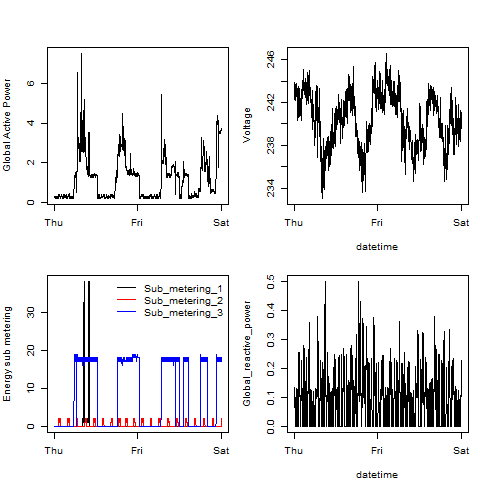 Global Active Power
0 2 4 6
Thu Fri Sat
Voltage
234 238 242 246
Thu Fri Sat
datetime
Energy sub metering
0 10 20 30
Sub_metering_1
Sub_metering_2
Sub_metering_3
Thu Fri Sat
Global_reactive_power
0.0 0.1 0.2 0.3 0.4 0.5
Thu Fri Sat
datetime